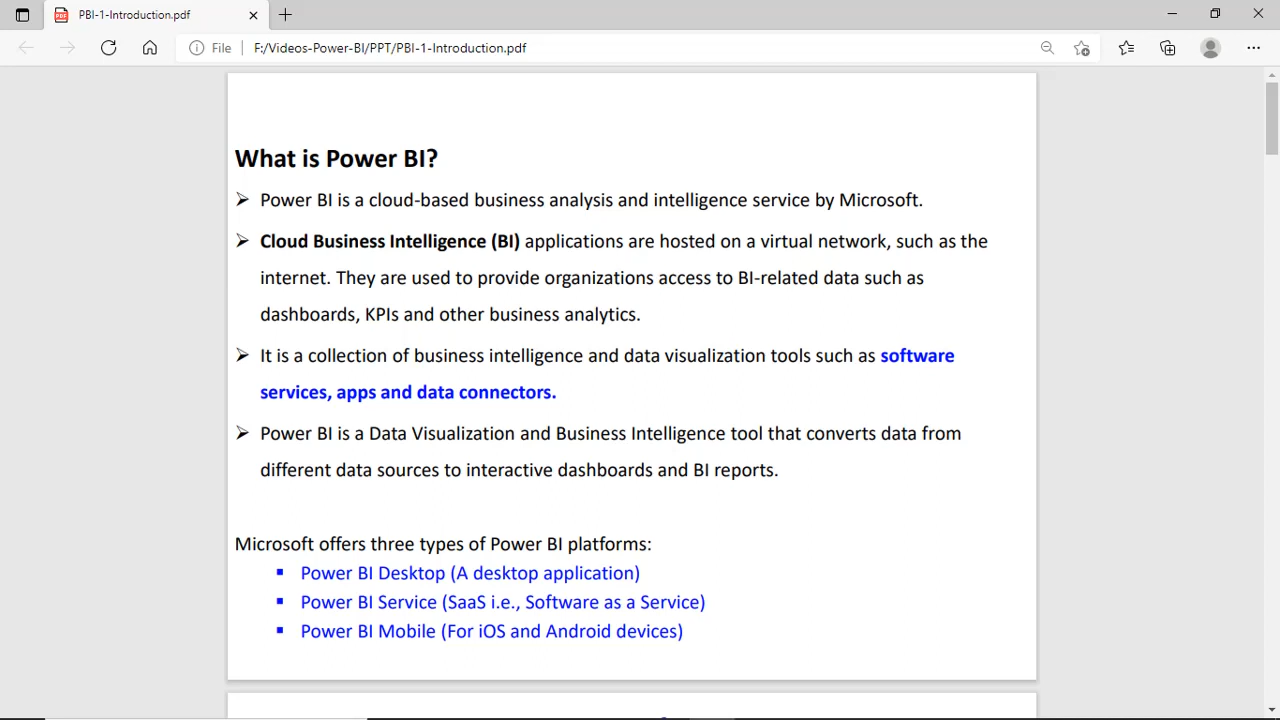 PBI-1-Introduction.pdf
File
F:/Videos-Power-BI/PPT/PBI-1-Introduction.pdf
What is Power BI?
➢ Power BI is a cloud-based business analysis and intelligence service by Microsoft.
➢ Cloud Business Intelligence (BI) applications are hosted on a virtual network, such as the
internet. They are used to provide organizations access to BI-related data such as
dashboards, KPIs and other business analytics.
➢ It is a collection of business intelligence and data visualization tools such as software
services, apps and data connectors.
➢ Power BI is a Data Visualization and Business Intelligence tool that converts data from
different data sources to interactive dashboards and BI reports.
Microsoft offers three types of Power BI platforms:
▪ Power BI Desktop (A desktop application)
▪ Power BI Service (SaaS i.e., Software as a Service)
▪ Power BI Mobile (For iOS and Android devices)